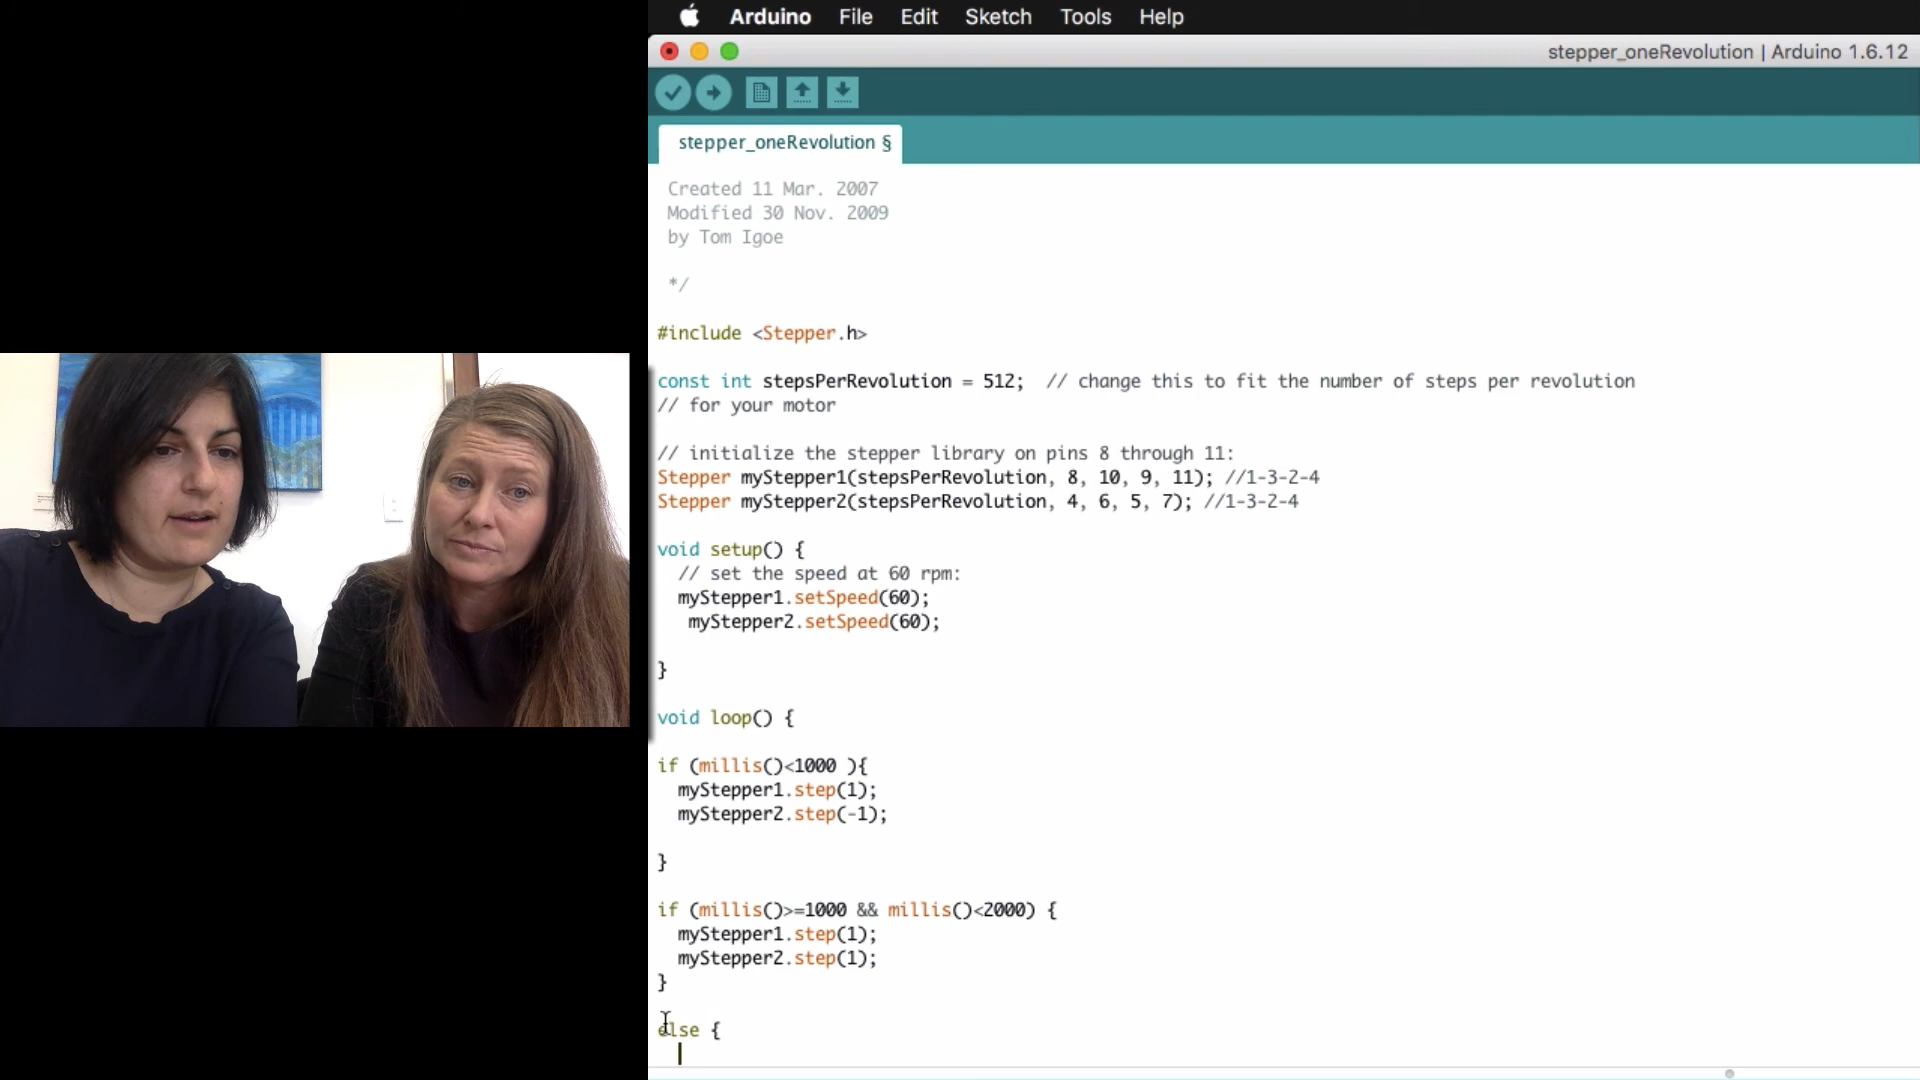 Arduino File Edit Sketch Tools Help
stepper_oneRevolution | Arduino 1.6.12
stepper_oneRevolution §
Created 11 Mar. 2007
Modified 30 Nov. 2009
by Tom Igoe
*/
#include <Stepper.h>
const int stepsPerRevolution = 512;  // change this to fit the number of steps per revolution
// for your motor
// initialize the stepper library on pins 8 through 11:
Stepper myStepper1(stepsPerRevolution, 8, 10, 9, 11); //1-3-2-4
Stepper myStepper2(stepsPerRevolution, 4, 6, 5, 7); //1-3-2-4
void setup() {
// set the speed at 60 rpm:
myStepper1.setSpeed(60);
myStepper2.setSpeed(60);
}
void loop() {
if (millis()<1000 ){
myStepper1.step(1);
myStepper2.step(-1);
}
if (millis()>=1000 && millis()<2000) {
myStepper1.step(1);
myStepper2.step(1);
}
else {